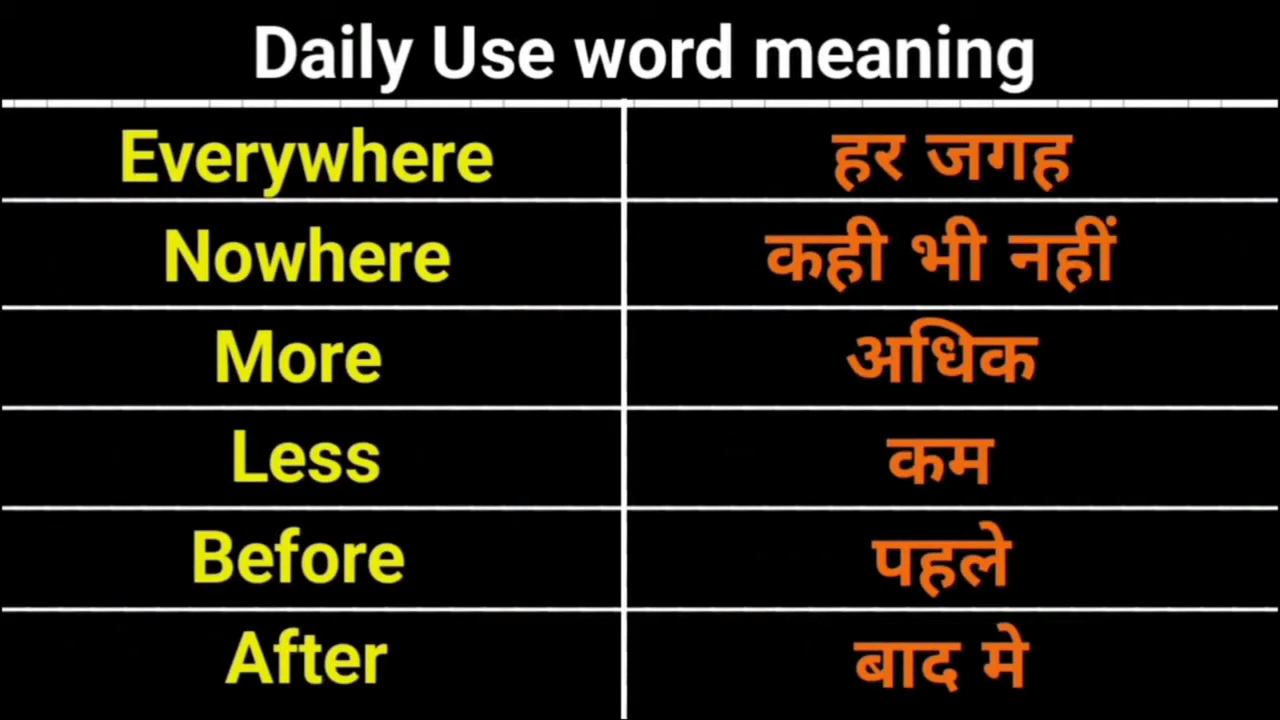 Daily Use word meaning
Everywhere हर जगह
Nowhere कही भी नहीं
More अधिक
Less कम
Before पहले
After बाद मे